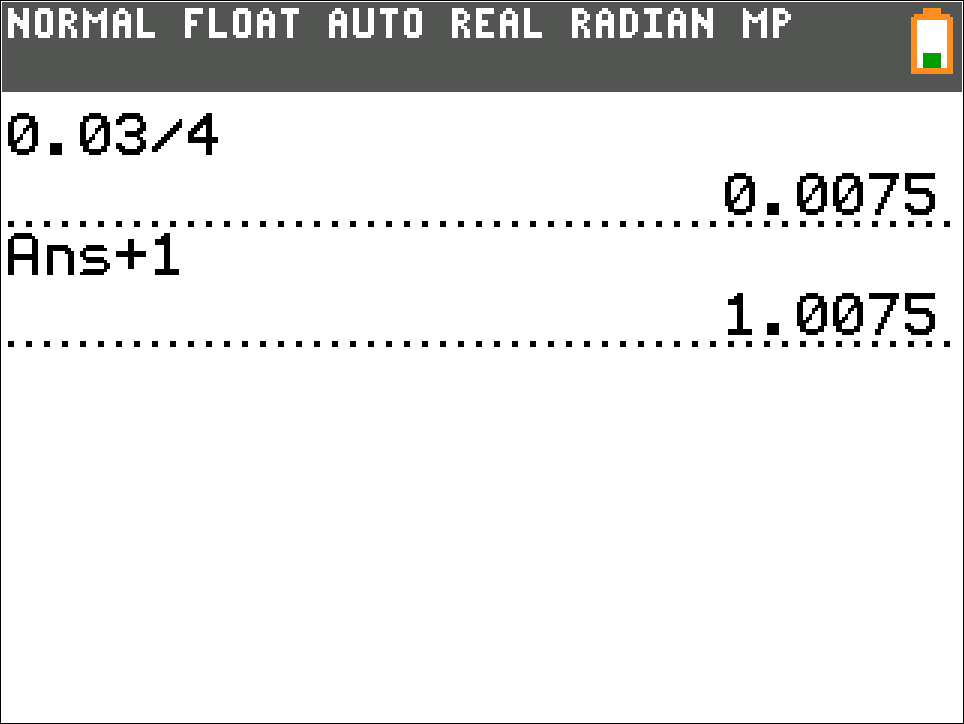 NORMAL FLOAT AUTO REAL RADIAN MP
0.03/4
0.0075
Ans+1
1.0075